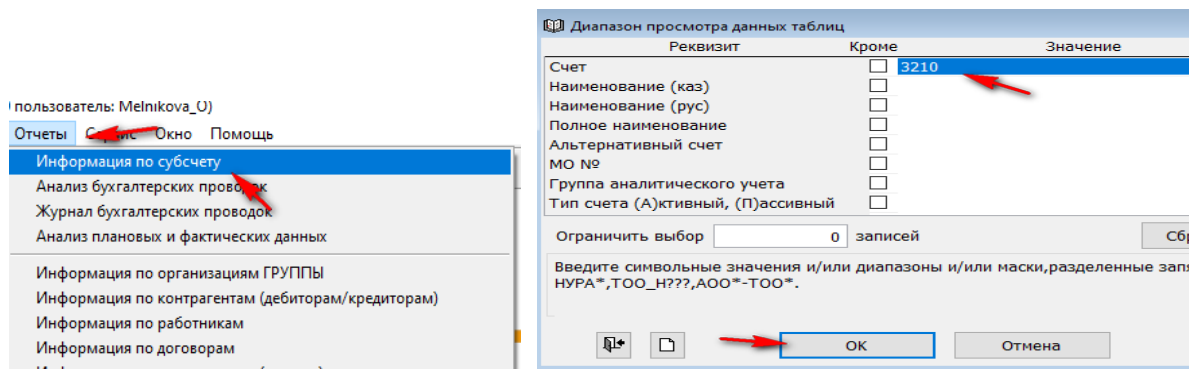 пользователь: Melnikova_O)
Отчеты Сервис Окно Помощь
Информация по субсчету
Анализ бухгалтерских проводок
Журнал бухгалтерских проводок
Анализ плановых и фактических данных
Информация по организациям ГРУППЫ
Информация по контрагентам (дебиторам/кредиторам)
Информация по работникам
Информация по договорам
Диапазон просмотра данных таблиц
Реквизит Кроме Значение
Счет 3210
Наименование (каз)
Наименование (рус)
Полное наименование
Альтернативный счет
МО №
Группа аналитического учета
Тип счета (А)ктивный, (П)ассивный
Ограничить выбор 0 записей Сбр
Введите символьные значения и/или диапазоны и/или маски,разделенные запя
НУРА*,ТОО_Н???,АОО*-ТОО*.
ОК Отмена